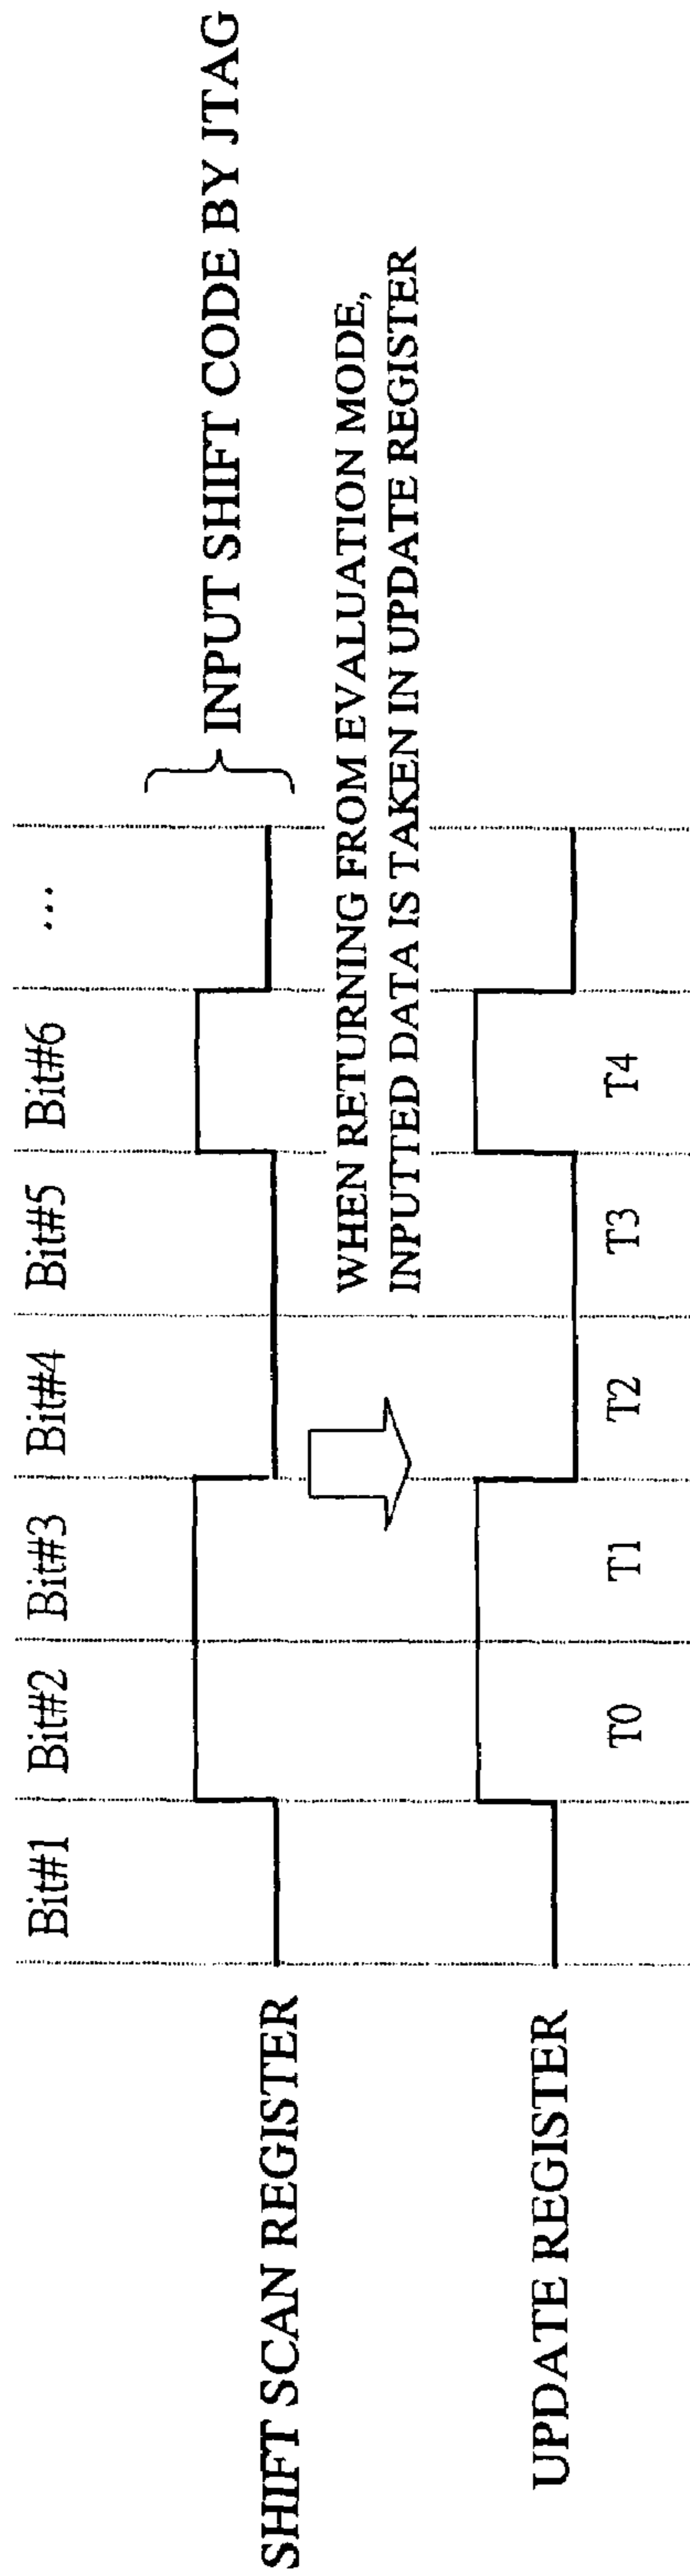 Bit#1 Bit#2 Bit#3 Bit#4 Bit#5 Bit#6 ...
SHIFT SCAN REGISTER
INPUT SHIFT CODE BY JTAG
WHEN RETURNING FROM EVALUATION MODE,
INPUTTED DATA IS TAKEN IN UPDATE REGISTER
UPDATE REGISTER
T0 T1 T2 T3 T4